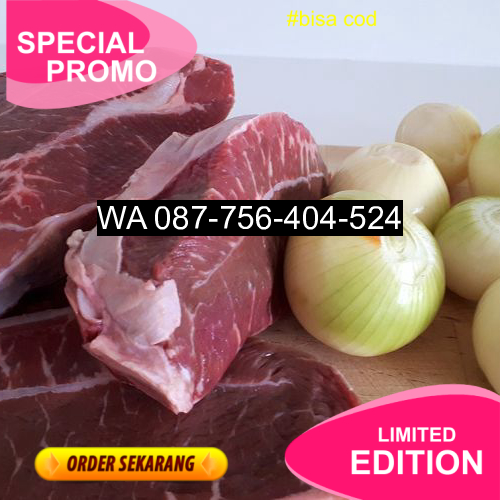 #bisa cod
SPECIAL
PROMO
WA 087-756-404-524
LIMITED
EDITION
ORDER SEKARANG